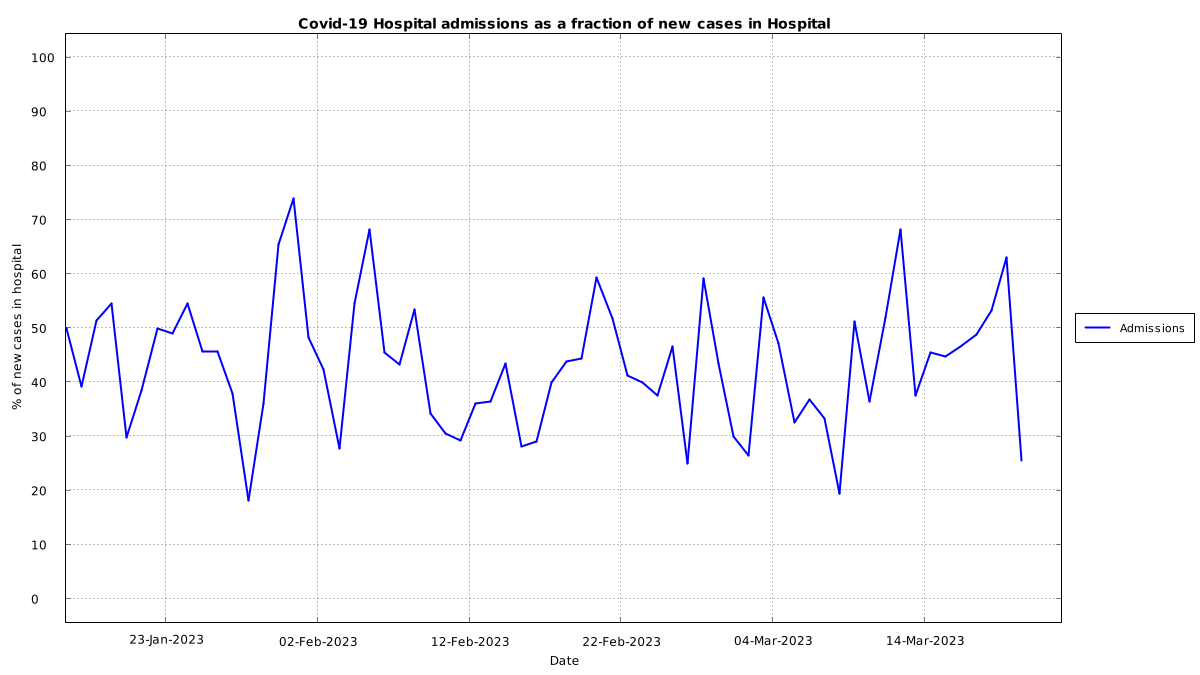 Covid-19 Hospital admissions as a fraction of new cases in Hospital
100
90
80
70
60
50
40
30
20
10
0
% of new cases in hospital
23-Jan-2023
02-Feb-2023
12-Feb-2023
22-Feb-2023
04-Mar-2023
14-Mar-2023
Date
Admissions